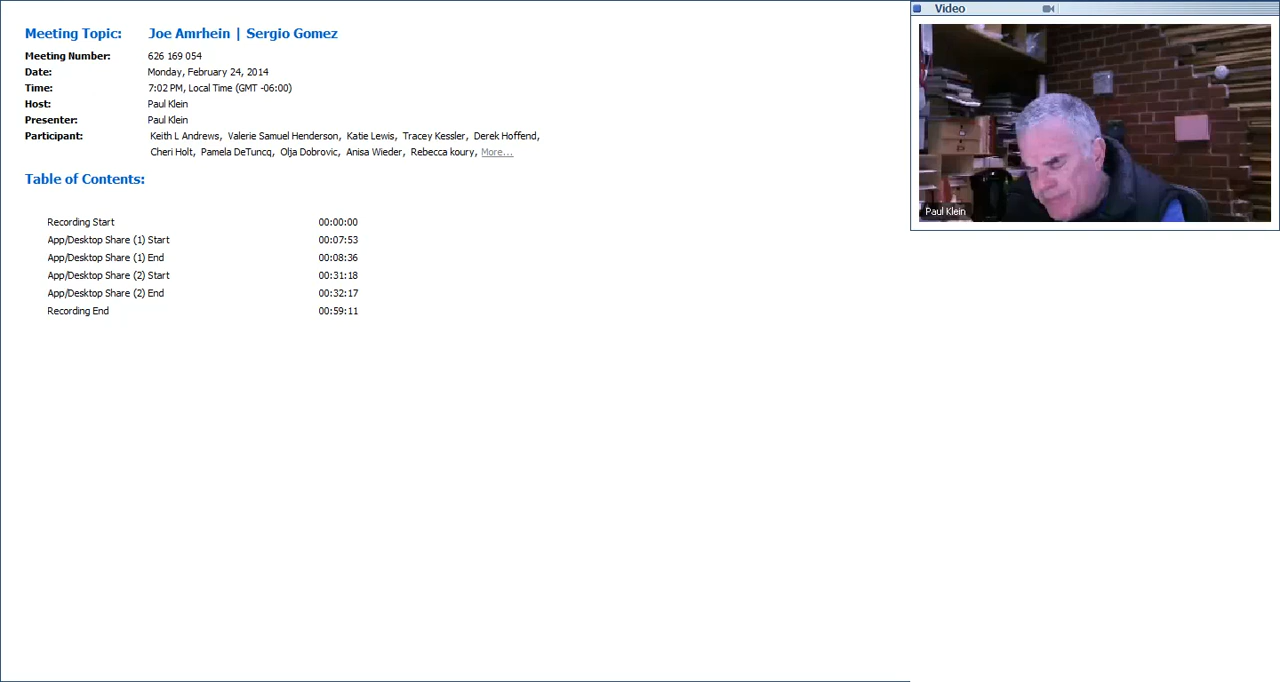 Meeting Topic: Joe Amrhein | Sergio Gomez
Meeting Number: 626 169 054
Date: Monday, February 24, 2014
Time: 7:02 PM, Local Time (GMT -06:00)
Host: Paul Klein
Presenter: Paul Klein
Participant: Keith L Andrews, Valerie Samuel Henderson, Katie Lewis, Tracey Kessler, Derek Hoffend,
Cheri Holt, Pamela DeTuncq, Olja Dobrovic, Anisa Wieder, Rebecca koury, More...
Table of Contents:
Recording Start 00:00:00
App/Desktop Share (1) Start 00:07:53
App/Desktop Share (1) End 00:08:36
App/Desktop Share (2) Start 00:31:18
App/Desktop Share (2) End 00:32:17
Recording End 00:59:11
Video
Paul Klein